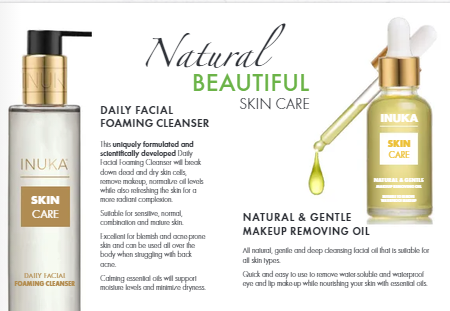 Natural
BEAUTIFUL
SKIN CARE
DAILY FACIAL
FOAMING CLEANSER
This uniquely formulated and
scientifically developed Daily
Facial Foaming Cleanser will break
down dead and dry skin cells,
remove makeup, normalize oil levels
while also refreshing the skin for a
more radiant complexion.
Suitable for sensitive, normal,
combination and mature skin.
Excellent for blemish and acne-prone
skin and can be used all over the
body when struggling with back
acne.
Calming essential oils will support
moisture levels and minimize dryness.
INUKA
INUKA
SKIN
CARE
DAILY FACIAL
FOAMING CLEANSER
INUKA
SKIN
CARE
NATURAL & GENTLE
NATURAL & GENTLE
MAKEUP REMOVING OIL
All natural, gentle and deep cleansing facial oil that is suitable for
all skin types.
Quick and easy to use to remove water-soluble and waterproof
eye and lip make-up while nourishing your skin with essential oils.